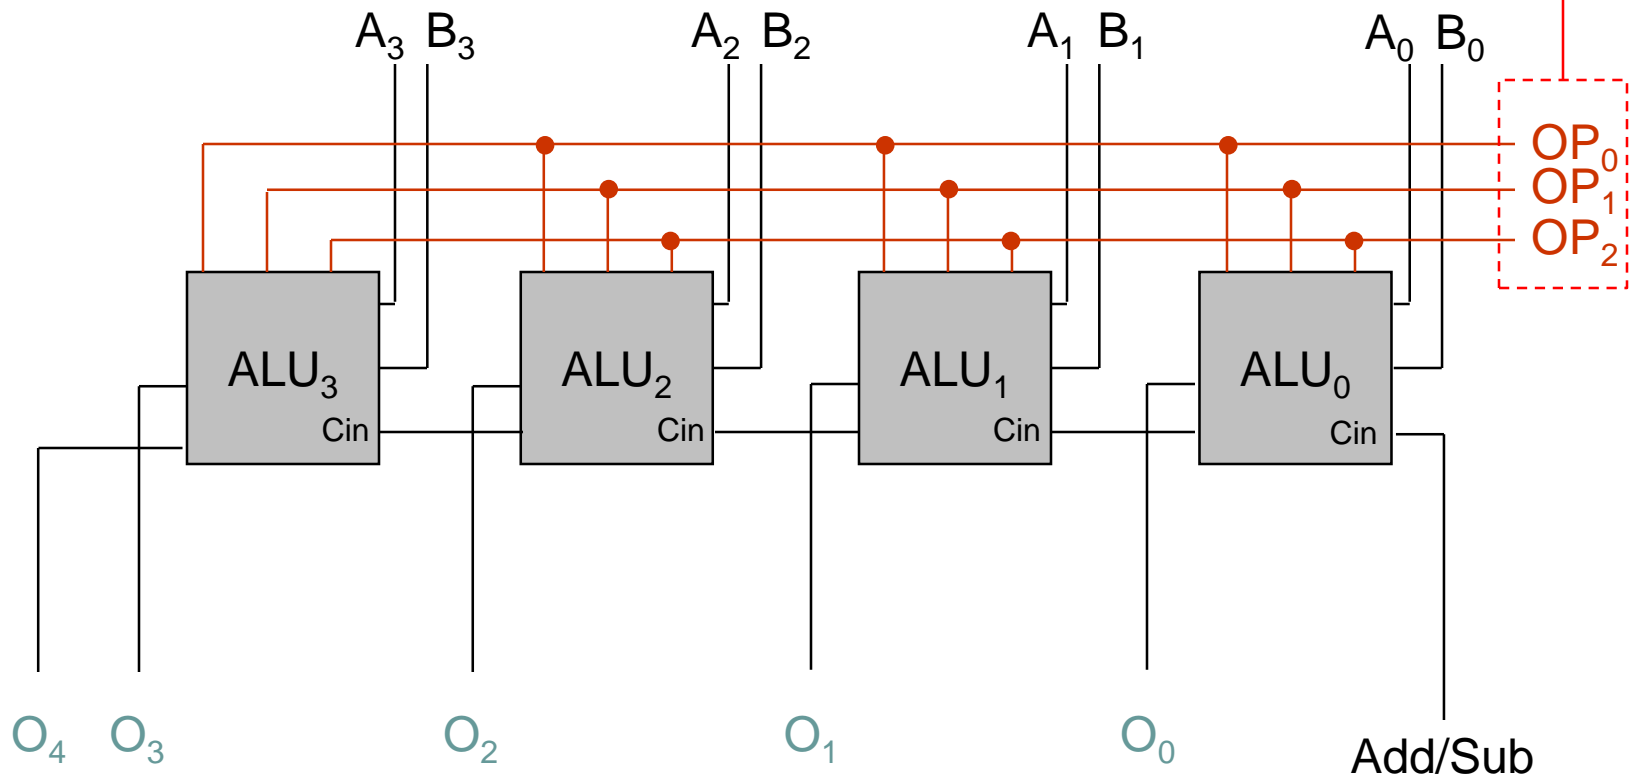 A₃ B₃ A₂ B₂ A₁ B₁ A₀ B₀
OP₀
OP₁
OP₂
ALU₃ ALU₂ ALU₁ ALU₀
Cin Cin Cin Cin
O₄ O₃ O₂ O₁ O₀
Add/Sub